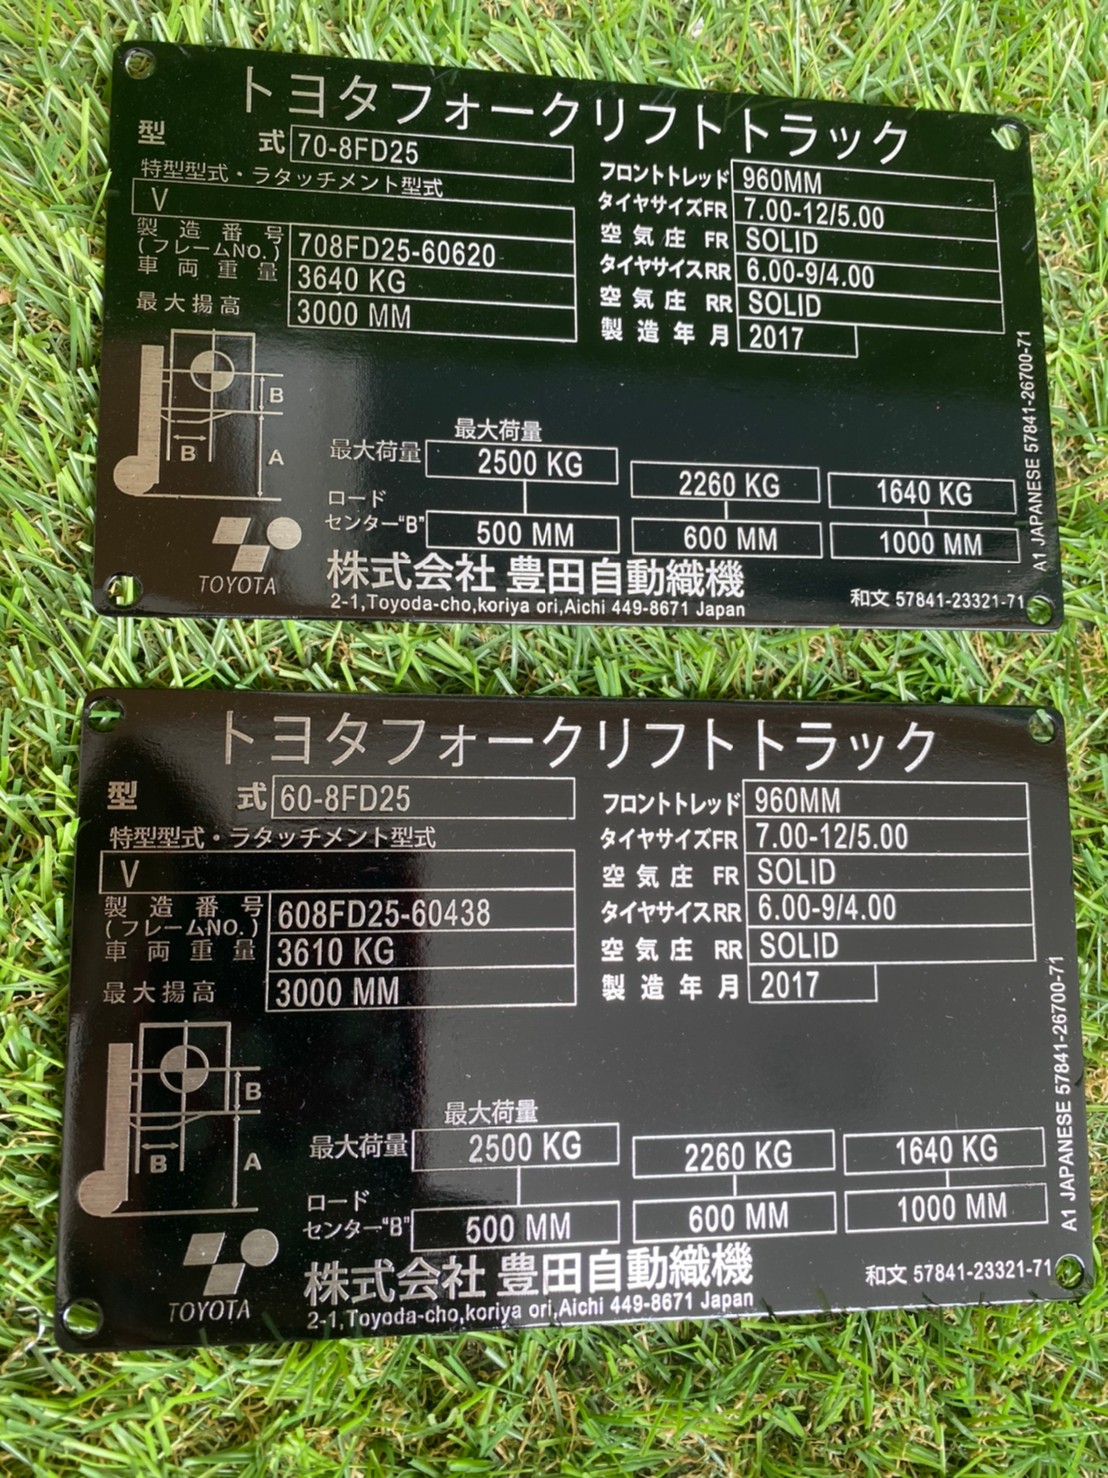 トヨタフォークリフトトラック
型 式 70-8FD25
特型型式・ラタッチメント型式
V
製造番号
(フレームNO.) 708FD25-60620
車両重量 3640 KG
最大揚高 3000 MM
フロントトレッド 960MM
タイヤサイズFR 7.00-12/5.00
空気庄 FR SOLID
タイヤサイズRR 6.00-9/4.00
空気庄 RR SOLID
製造年月 2017
B
B
A
最大荷量
最大荷量 2500 KG 2260 KG 1640 KG
ロード
センター"B" 500 MM 600 MM 1000 MM
TOYOTA
株式会社 豊田自動織機
2-1,Toyoda-cho,koriya ori,Aichi 449-8671 Japan
和文 57841-23321-71
A1 JAPANESE 57841-26700-71
トヨタフォークリフトトラック
型 式 60-8FD25
特型型式・ラタッチメント型式
V
製造番号
(フレームNO.) 608FD25-60438
車両重量 3610 KG
最大揚高 3000 MM
フロントトレッド 960MM
タイヤサイズFR 7.00-12/5.00
空気庄 FR SOLID
タイヤサイズRR 6.00-9/4.00
空気庄 RR SOLID
製造年月 2017
B
B
A
最大荷量
最大荷量 2500 KG 2260 KG 1640 KG
ロード
センター"B" 500 MM 600 MM 1000 MM
TOYOTA
株式会社 豊田自動織機
2-1,Toyoda-cho,koriya ori,Aichi 449-8671 Japan
和文 57841-23321-71
A1 JAPANESE 57841-26700-71